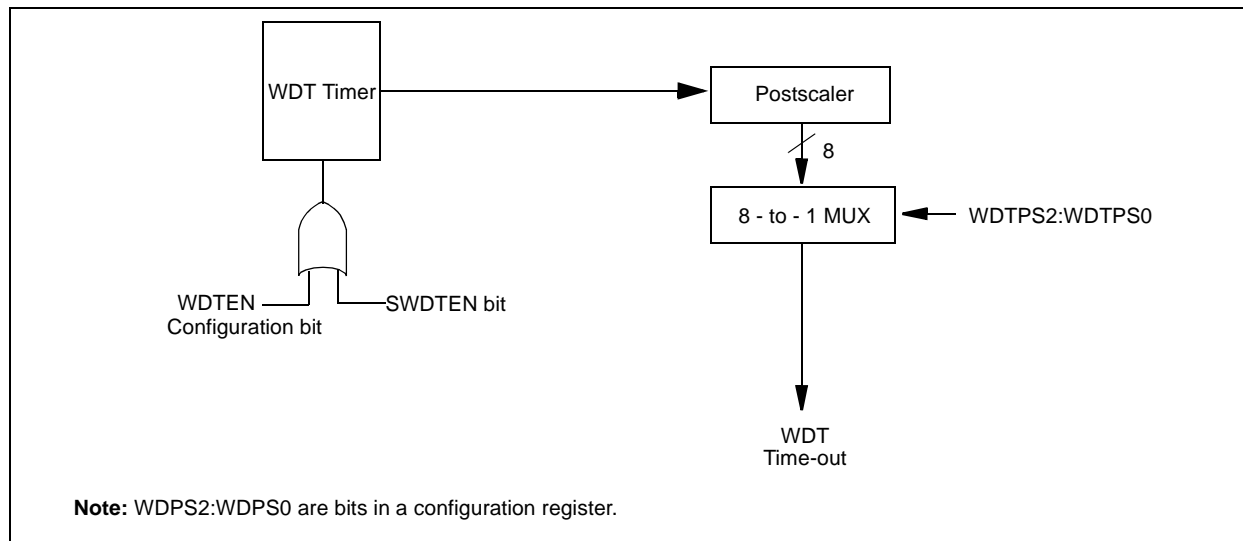 WDT Timer
Postscaler
8
8 - to - 1 MUX
WDTPS2:WDTPS0
WDTEN
Configuration bit
SWDTEN bit
WDT
Time-out
Note: WDPS2:WDPS0 are bits in a configuration register.